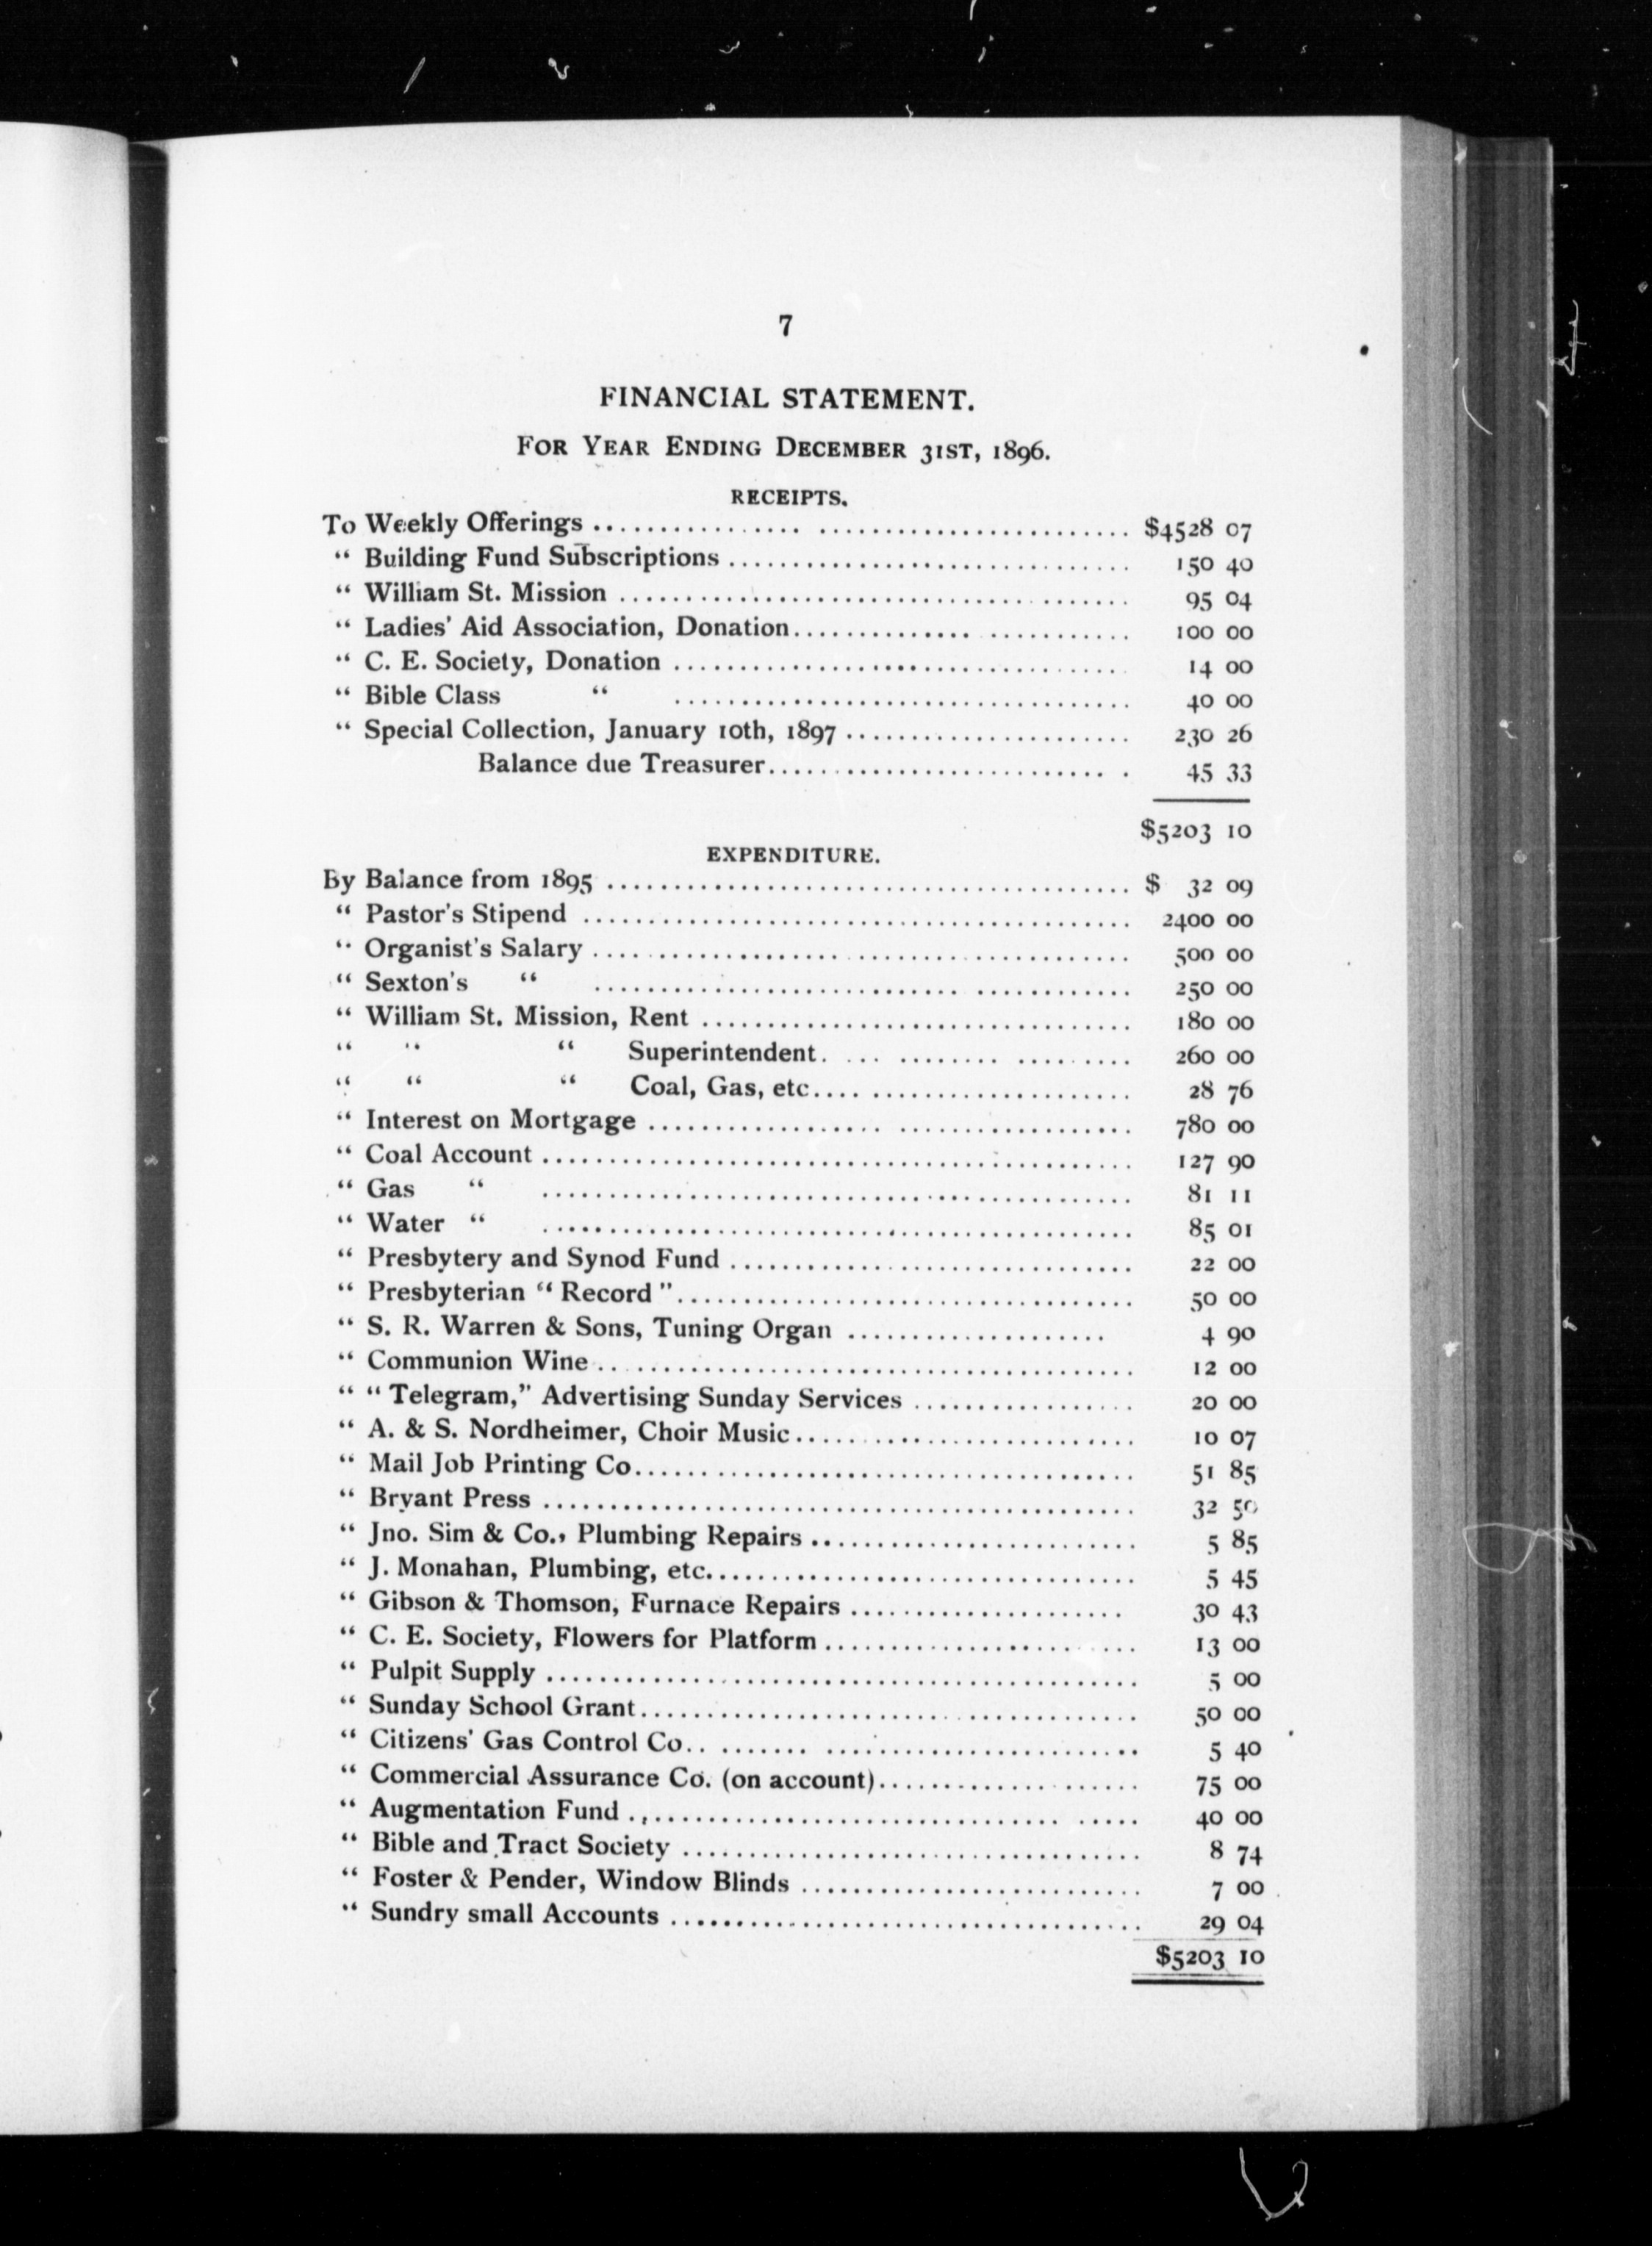 7
FINANCIAL STATEMENT.
FOR YEAR ENDING DECEMBER 31ST, 1896.
RECEIPTS.
To Weekly Offerings .................................... $4528 07
“ Building Fund Subscriptions .............................. 150 40
“ William St. Mission .................................... 95 04
“ Ladies' Aid Association, Donation.......................... 100 00
“ C. E. Society, Donation .................................. 14 00
“ Bible Class “ .................................. 40 00
“ Special Collection, January 10th, 1897 ...................... 230 26
Balance due Treasurer........................... 45 33
$5203 10
EXPENDITURE.
By Balance from 1895 ........................................ $ 32 09
“ Pastor's Stipend ........................................ 2400 00
“ Organist's Salary ........................................ 500 00
“ Sexton's “ ........................................ 250 00
“ William St. Mission, Rent ................................ 180 00
“ “ “ Superintendent....................... 260 00
“ “ “ Coal, Gas, etc........................ 28 76
“ Interest on Mortgage .................................... 780 00
“ Coal Account ............................................ 127 90
“ Gas “ ............................................ 81 11
“ Water “ ............................................ 85 01
“ Presbytery and Synod Fund .............................. 22 00
“ Presbyterian “ Record ”.................................. 50 00
“ S. R. Warren & Sons, Tuning Organ .................... 4 90
“ Communion Wine........................................ 12 00
“ “ Telegram,” Advertising Sunday Services ................. 20 00
“ A. & S. Nordheimer, Choir Music.......................... 10 07
“ Mail Job Printing Co...................................... 51 85
“ Bryant Press ............................................ 32 50
“ Jno. Sim & Co., Plumbing Repairs ......................... 5 85
“ J. Monahan, Plumbing, etc................................. 5 45
“ Gibson & Thomson, Furnace Repairs ..................... 30 43
“ C. E. Society, Flowers for Platform ........................ 13 00
“ Pulpit Supply ............................................ 5 00
“ Sunday School Grant...................................... 50 00
“ Citizens' Gas Control Co.................................. 5 40
“ Commercial Assurance Co. (on account).................... 75 00
“ Augmentation Fund ...................................... 40 00
“ Bible and Tract Society ................................... 8 74
“ Foster & Pender, Window Blinds .......................... 7 00
“ Sundry small Accounts .................................... 29 04
$5203 10